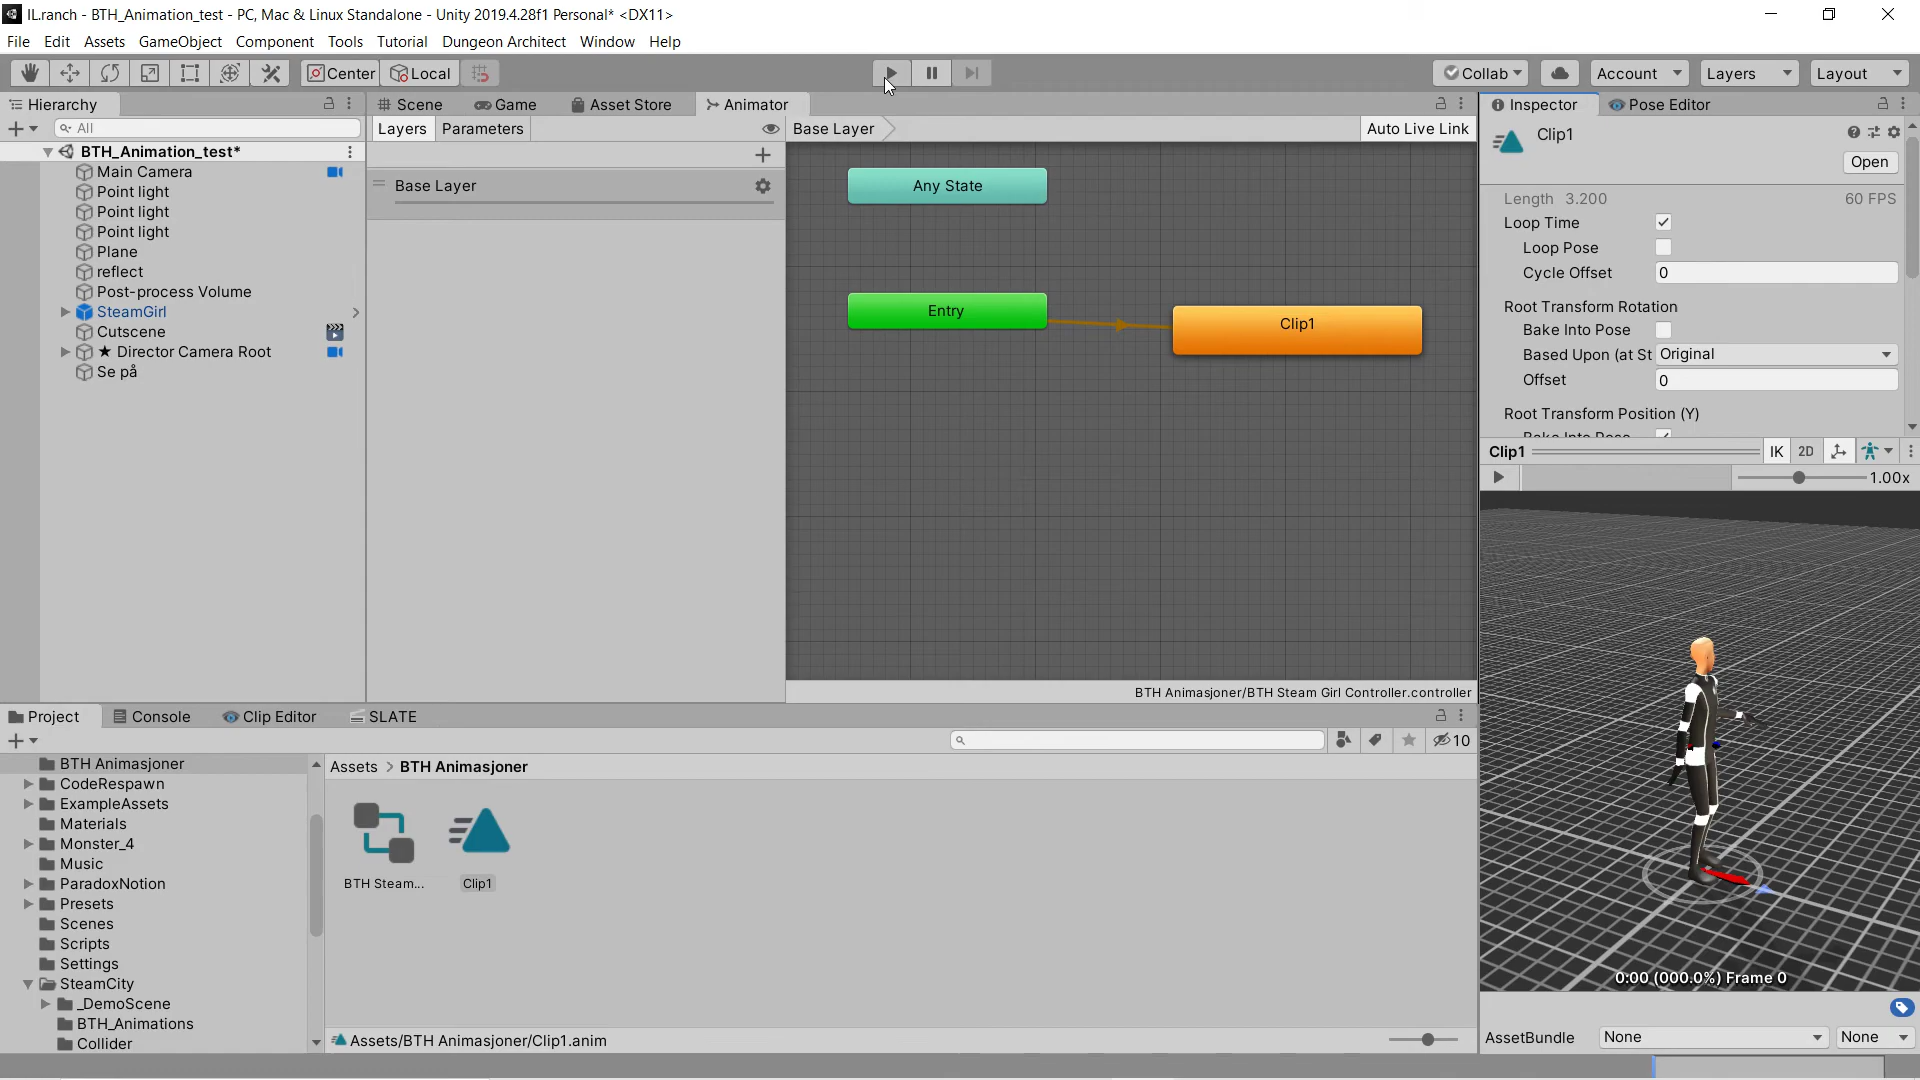 IL.ranch - BTH_Animation_test - PC, Mac & Linux Standalone - Unity 2019.4.28f1 Personal* <DX11>
File Edit Assets GameObject Component Tools Tutorial Dungeon Architect Window Help
Center Local Collab Account Layers Layout
Hierarchy
All
BTH_Animation_test*
Main Camera
Point light
Point light
Point light
Plane
reflect
Post-process Volume
SteamGirl
Cutscene
★ Director Camera Root
Se på
Scene Game Asset Store Animator
Layers Parameters
Base Layer
Base Layer Auto Live Link
Any State
Entry
Clip1
BTH Animasjoner/BTH Steam Girl Controller.controller
Inspector Pose Editor
Clip1
Open
Length 3.200 60 FPS
Loop Time
Loop Pose
Cycle Offset 0
Root Transform Rotation
Bake Into Pose
Based Upon (at St Original
Offset 0
Root Transform Position (Y)
Bake Into Pose
Clip1 IK 2D
1.00x
0:00 (000.0%) Frame 0
AssetBundle None None
Project Console Clip Editor SLATE
10
BTH Animasjoner
CodeRespawn
ExampleAssets
Materials
Monster_4
Music
ParadoxNotion
Presets
Scenes
Scripts
Settings
SteamCity
_DemoScene
BTH_Animations
Collider
Assets > BTH Animasjoner
BTH Steam... Clip1
Assets/BTH Animasjoner/Clip1.anim